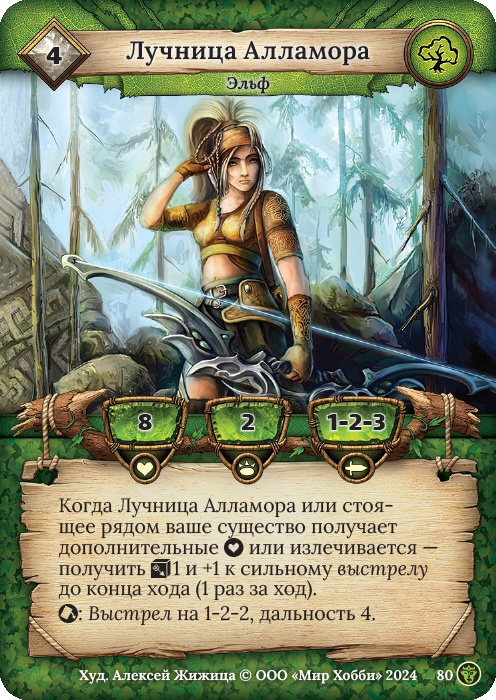 4
Лучница Алламора
Эльф
8
2
1-2-3
Когда Лучница Алламора или стоя-
щее рядом ваше существо получает
дополнительные или излечивается —
получить 1 и +1 к сильному выстрелу
до конца хода (1 раз за ход).
: Выстрел на 1-2-2, дальность 4.
Худ. Алексей Жижица © ООО «Мир Хобби» 2024 80